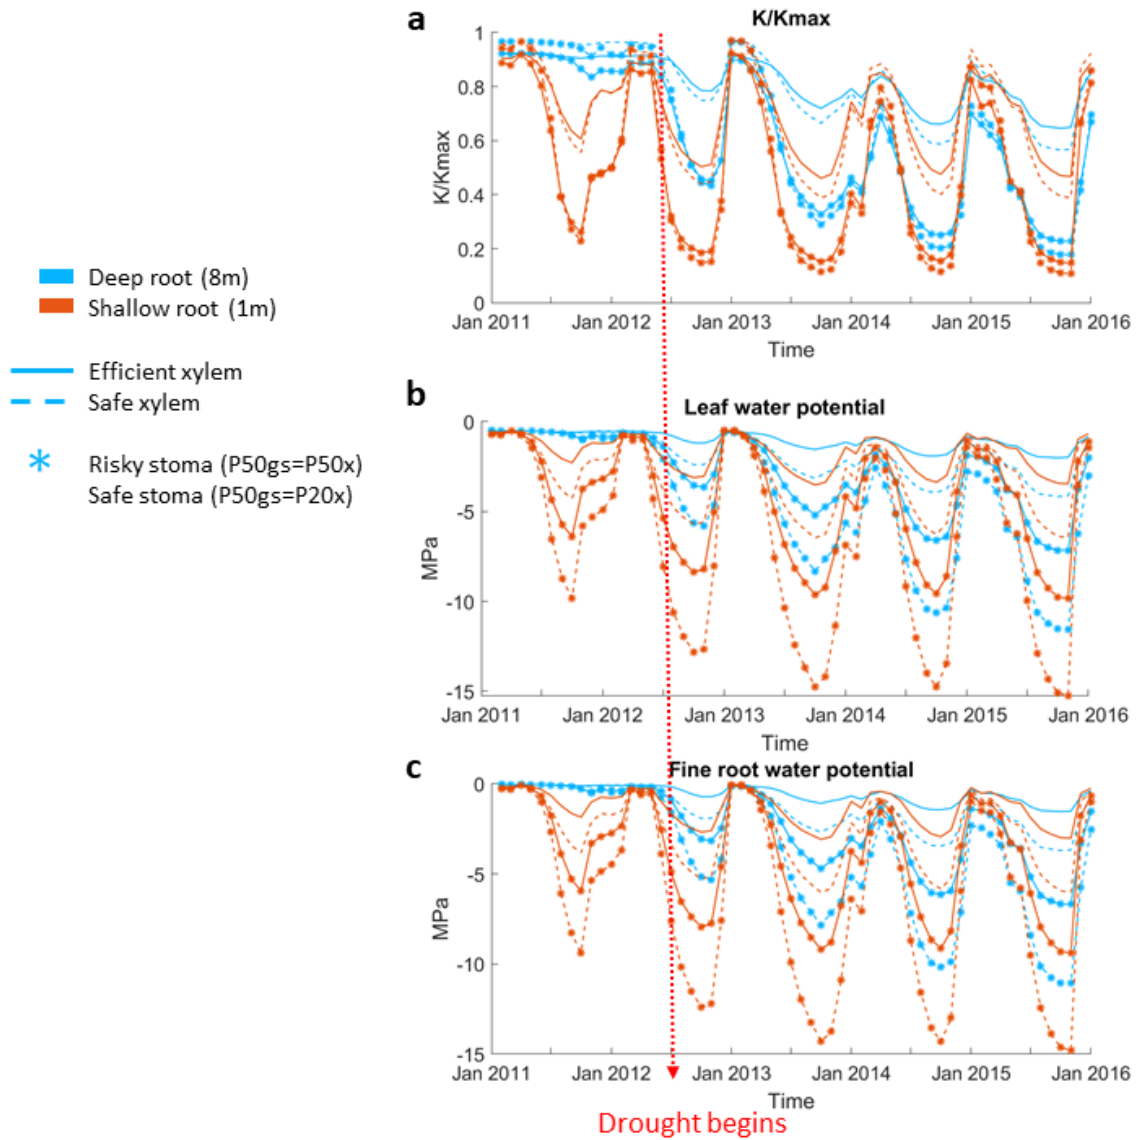 a
K/Kmax
1
0.8
0.6
0.4
0.2
0
K/Kmax
Jan 2011 Jan 2012 Jan 2013 Jan 2014 Jan 2015 Jan 2016
Time
Deep root (8m)
Shallow root (1m)
Efficient xylem
Safe xylem
* Risky stoma (P50gs=P50x)
Safe stoma (P50gs=P20x)
b
Leaf water potential
0
-5
-10
-15
MPa
Jan 2011 Jan 2012 Jan 2013 Jan 2014 Jan 2015 Jan 2016
Time
c
Fine root water potential
0
-5
-10
-15
MPa
Jan 2011 Jan 2012 Jan 2013 Jan 2014 Jan 2015 Jan 2016
Time
Drought begins